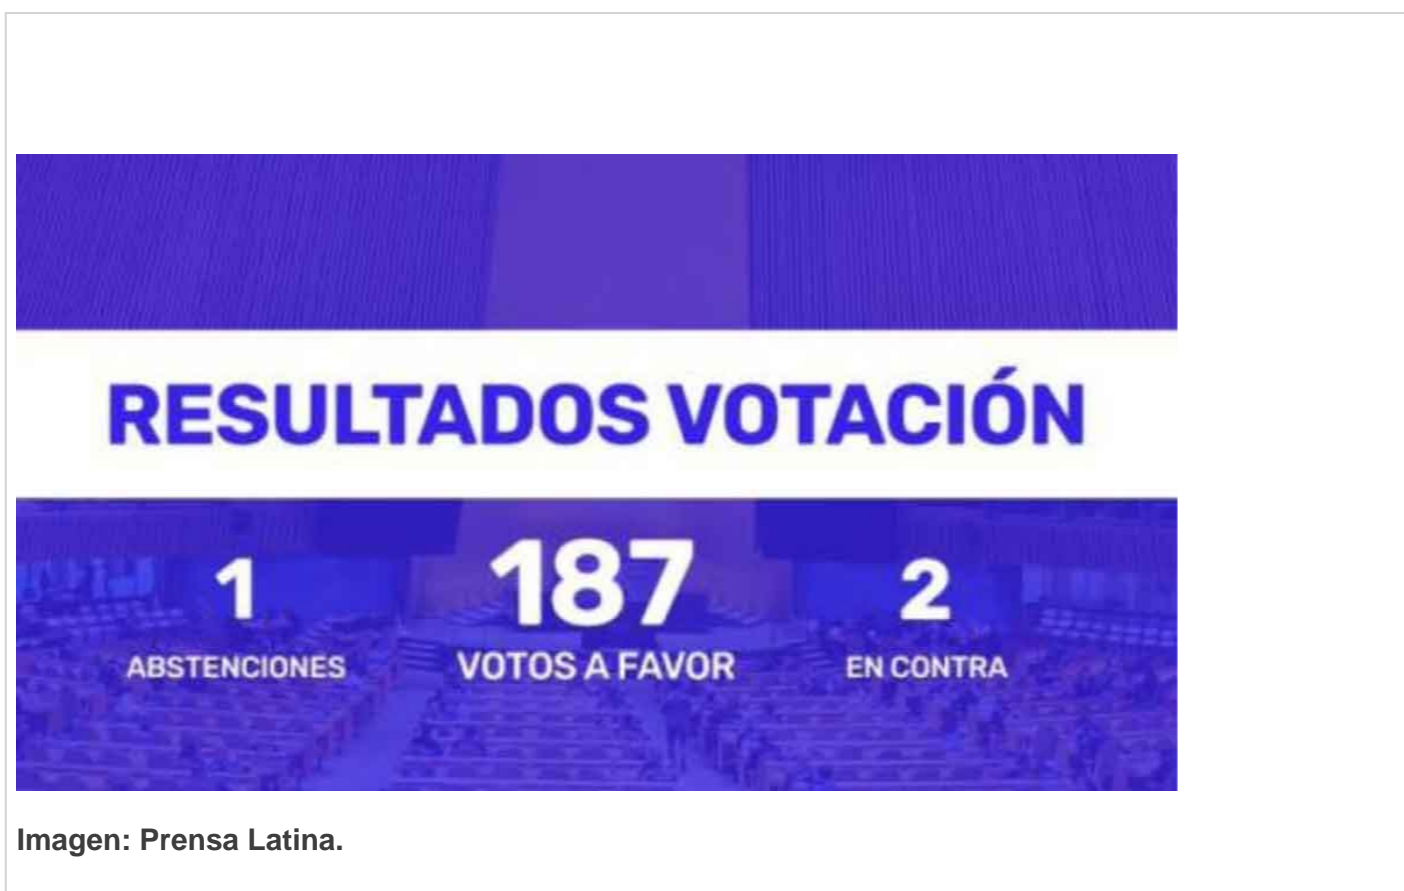 RESULTADOS VOTACIÓN
1
ABSTENCIONES
187
VOTOS A FAVOR
2
EN CONTRA
Imagen: Prensa Latina.